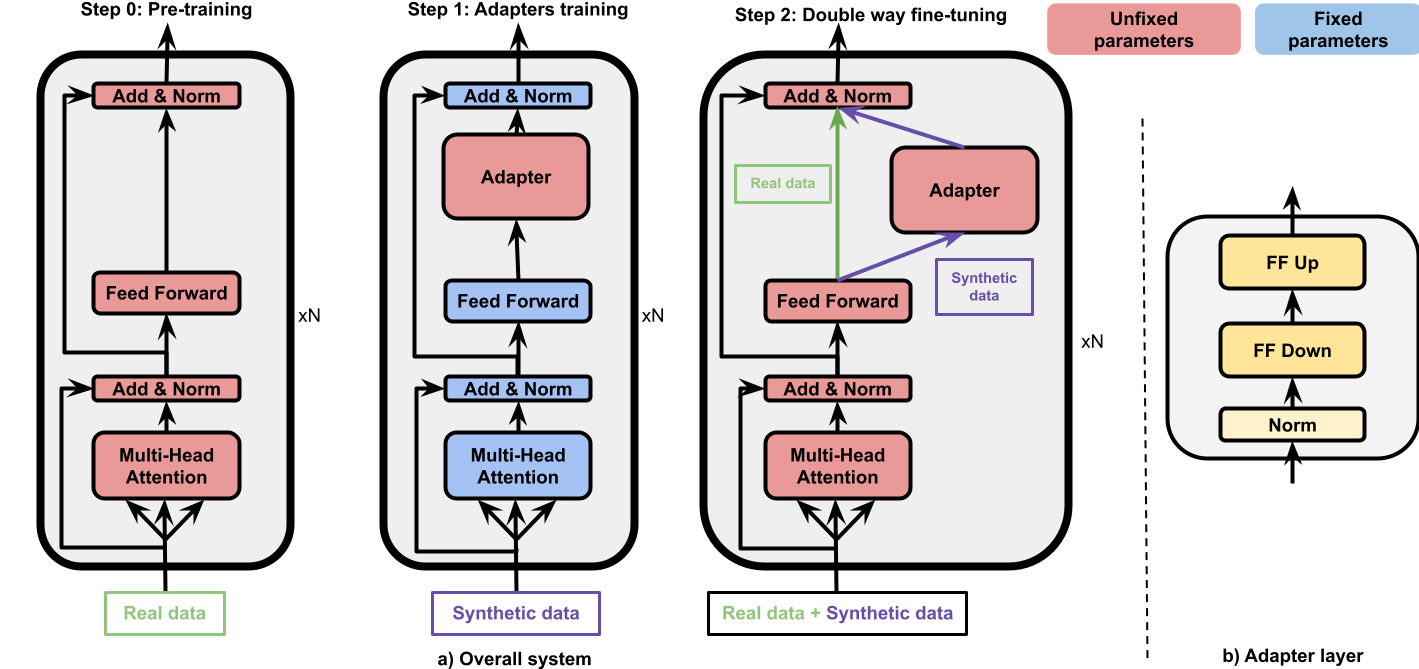 Step 0: Pre-training
Add & Norm
Feed Forward
xN
Add & Norm
Multi-Head
Attention
Real data
Step 1: Adapters training
Add & Norm
Adapter
Feed Forward
xN
Add & Norm
Multi-Head
Attention
Synthetic data
Step 2: Double way fine-tuning
Add & Norm
Real data
Adapter
Synthetic
data
Feed Forward
xN
Add & Norm
Multi-Head
Attention
Real data + Synthetic data
a) Overall system
Unfixed
parameters
Fixed
parameters
FF Up
FF Down
Norm
b) Adapter layer